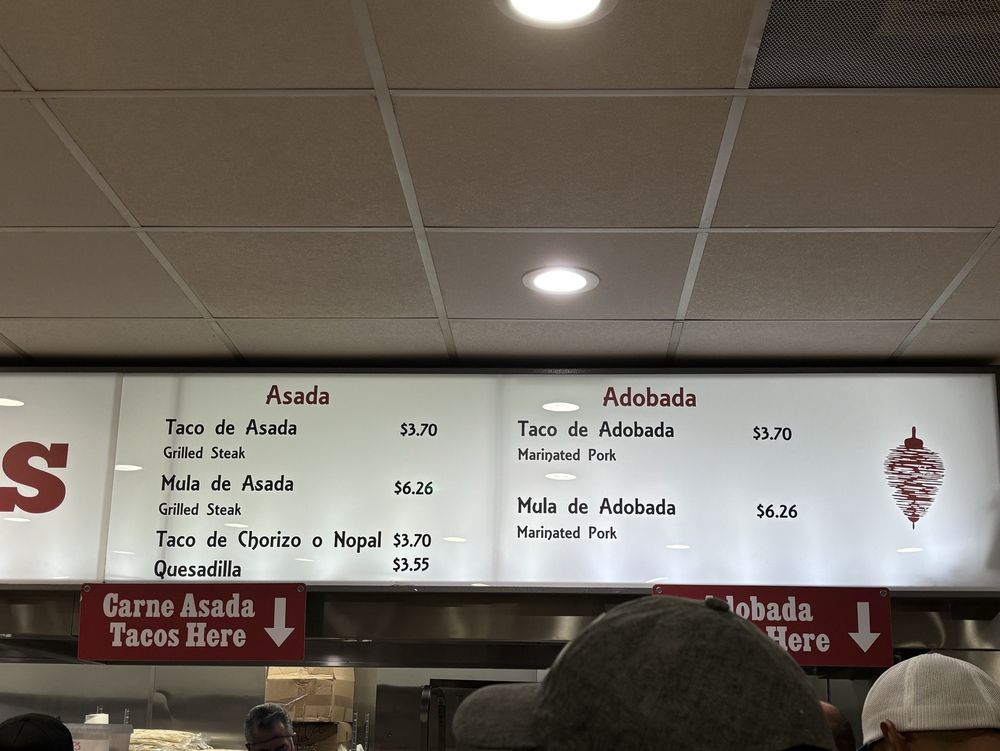 s
Asada
Taco de Asada $3.70
Grilled Steak
Mula de Asada $6.26
Grilled Steak
Taco de Chorizo o Nopal $3.70
Quesadilla $3.55
Adobada
Taco de Adobada $3.70
Marinated Pork
Mula de Adobada $6.26
Marinated Pork
Carne Asada
Tacos Here
Adobada
Here